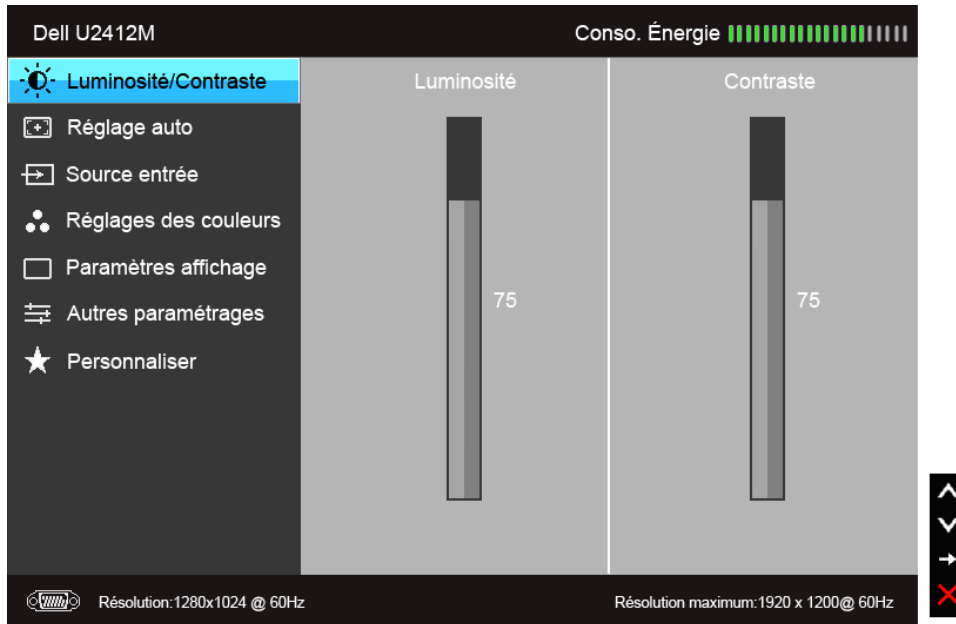 Dell U2412M
Conso. Énergie
Luminosité/Contraste
Réglage auto
Source entrée
Réglages des couleurs
Paramètres affichage
Autres paramétrages
Personnaliser
Luminosité
75
Contraste
75
Résolution:1280x1024 @ 60Hz
Résolution maximum:1920 x 1200@ 60Hz